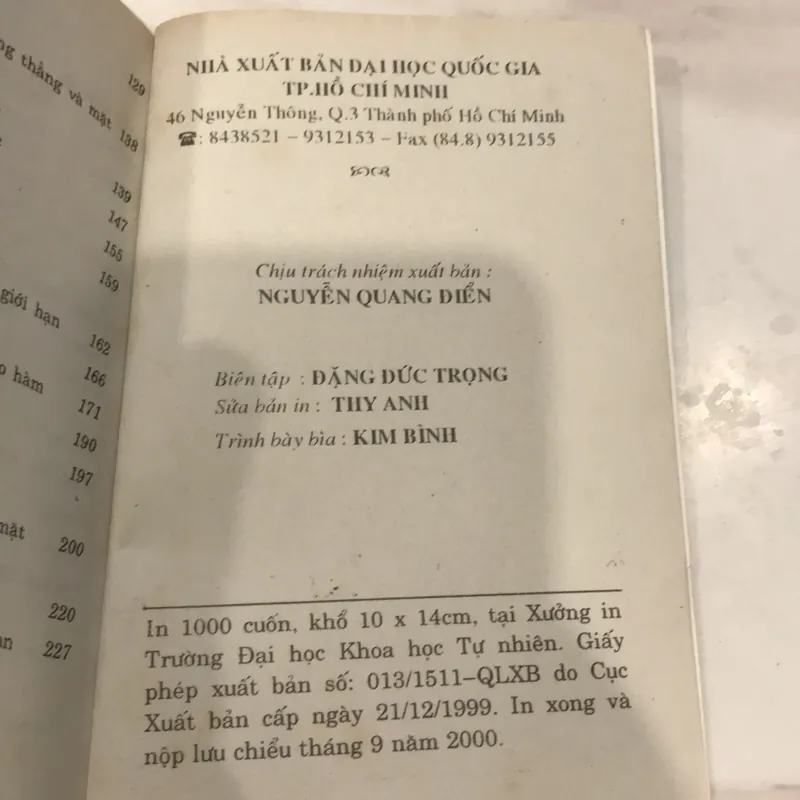 ng thẳng và mặt
129
138
139
147
155
159
giới hạn
162
166
hàm
171
190
197
mặt 200
220
227
NHÀ XUẤT BẢN ĐẠI HỌC QUỐC GIA
TP.HỒ CHÍ MINH
46 Nguyễn Thông, Q.3 Thành phố Hồ Chí Minh
☎: 8438521 – 9312153 – Fax (84.8) 9312155
Chịu trách nhiệm xuất bản :
NGUYỄN QUANG ĐIỂN
Biên tập : ĐẶNG ĐỨC TRỌNG
Sửa bản in : THY ANH
Trình bày bìa : KIM BÌNH
In 1000 cuốn, khổ 10 x 14cm, tại Xưởng in
Trường Đại học Khoa học Tự nhiên. Giấy
phép xuất bản số: 013/1511–QLXB do Cục
Xuất bản cấp ngày 21/12/1999. In xong và
nộp lưu chiểu tháng 9 năm 2000.